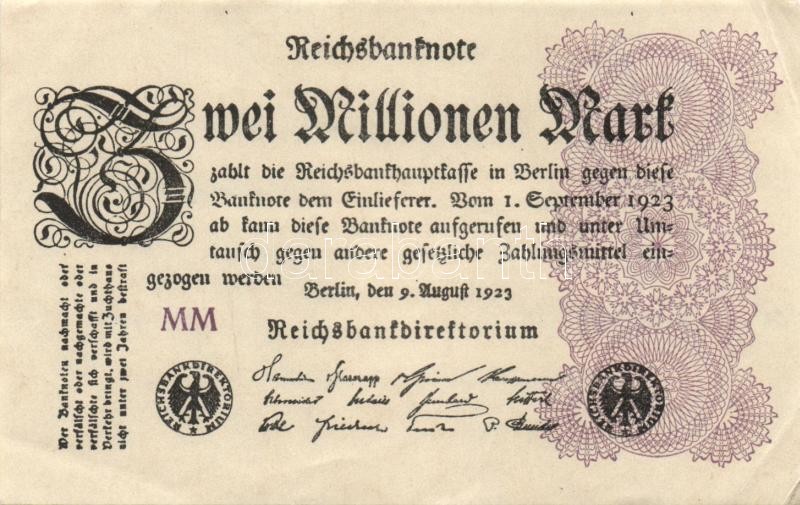 Reichsbanknote
Zwei Millionen Mark
zahlt die Reichsbankhauptkasse in Berlin gegen diese
Banknote dem Einlieferer. Vom 1. September 1923
ab kann diese Banknote aufgerufen und unter Um-
tausch gegen andere gesetzliche Zahlungsmittel ein-
gezogen werden
Berlin, den 9. August 1923
MM
Reichsbankdirektorium
Wer Banknoten nachmacht oder
verfälscht oder nachgemachte oder
verfälschte sich verschafft und in
Verkehr bringt, wird mit Zuchthaus
nicht unter zwei Jahren bestraft
REICHSBANKDIREKTORIUM
REICHSBANKDIREKTORIUM
darabanth